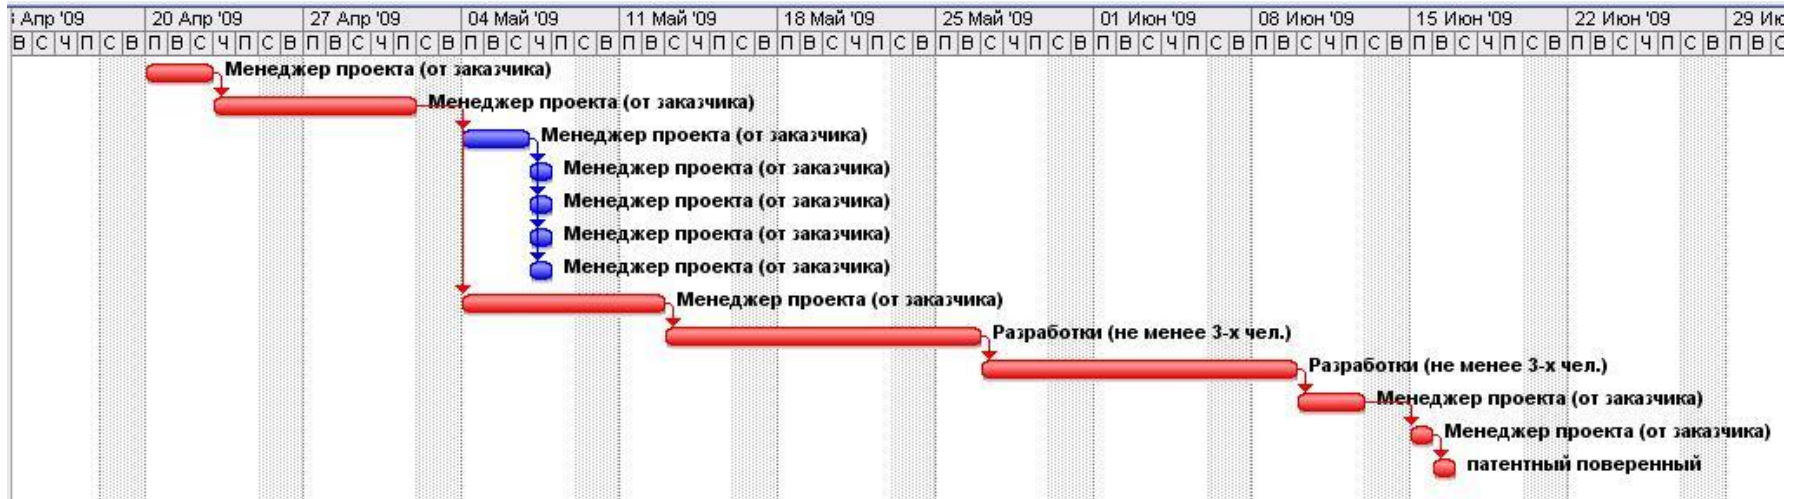 Апр '09 20 Апр '09 27 Апр '09 04 Май '09 11 Май '09 18 Май '09 25 Май '09 01 Июн '09 08 Июн '09 15 Июн '09 22 Июн '09 29 Ию
В С Ч П С В П В С Ч П С В П В С Ч П С В П В С Ч П С В П В С Ч П С В П В С Ч П С В П В С Ч П С В П В С Ч П С В П В С Ч П С В П В С Ч П С В П В С Ч П С В П В С
Менеджер проекта (от заказчика)
Менеджер проекта (от заказчика)
Менеджер проекта (от заказчика)
Менеджер проекта (от заказчика)
Менеджер проекта (от заказчика)
Менеджер проекта (от заказчика)
Менеджер проекта (от заказчика)
Менеджер проекта (от заказчика)
Разработки (не менее 3-х чел.)
Разработки (не менее 3-х чел.)
Менеджер проекта (от заказчика)
Менеджер проекта (от заказчика)
патентный поверенный